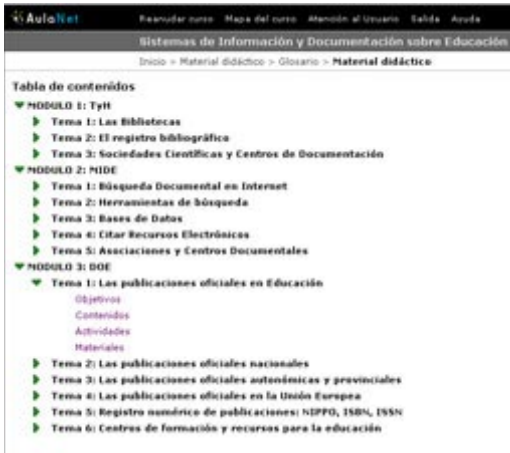 AulaNet
Reanudar curso Mapa del curso Atención al Usuario Salida Ayuda
Sistemas de Información y Documentación sobre Educación
Inicio > Material didáctico > Glosario > Material didáctico
Tabla de contenidos
MODULO 1: TyH
Tema 1: Las Bibliotecas
Tema 2: El registro bibliográfico
Tema 3: Sociedades Científicas y Centros de Documentación
MODULO 2: MIDE
Tema 1: Búsqueda Documental en Internet
Tema 2: Herramientas de búsqueda
Tema 3: Bases de Datos
Tema 4: Citar Recursos Electrónicos
Tema 5: Asociaciones y Centros Documentales
MODULO 3: DOE
Tema 1: Las publicaciones oficiales en Educación
Objetivos
Contenidos
Actividades
Materiales
Tema 2: Las publicaciones oficiales nacionales
Tema 3: Las publicaciones oficiales autonómicas y provinciales
Tema 4: Las publicaciones oficiales en la Unión Europea
Tema 5: Registro numérico de publicaciones: NIPPO, ISBN, ISSN
Tema 6: Centros de formación y recursos para la educación